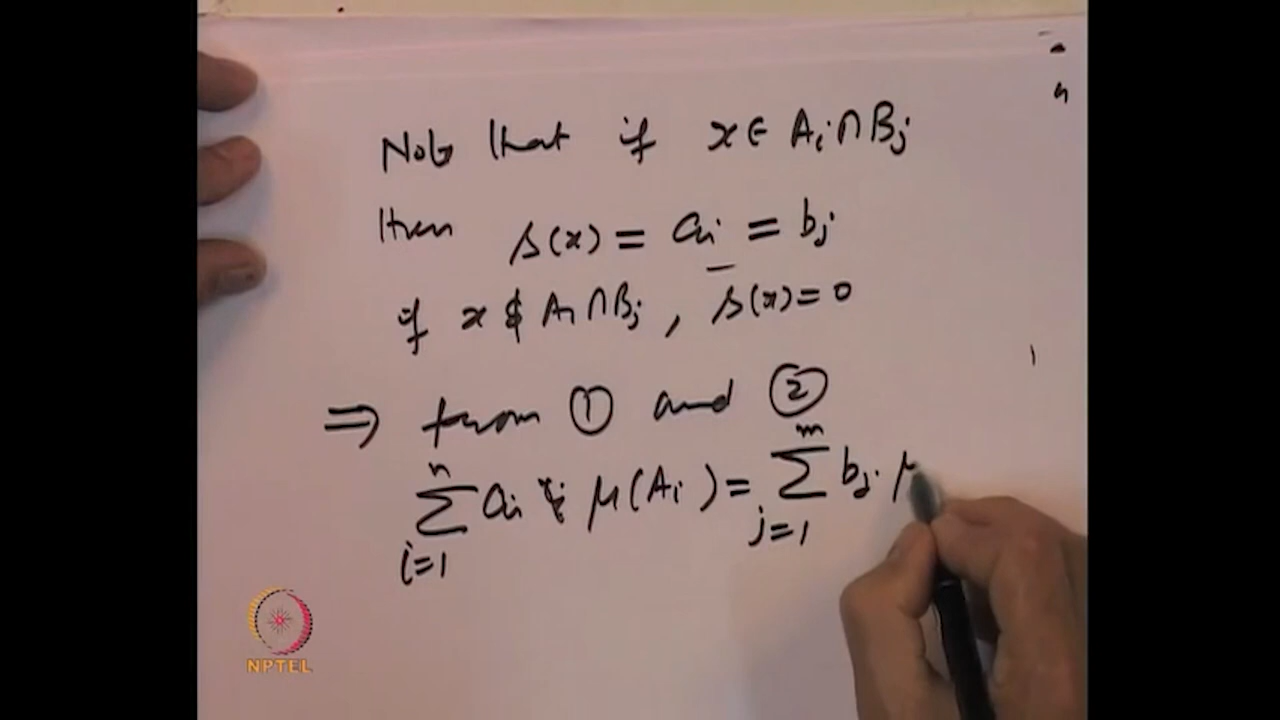 Note that if x ∈ Ai ∩ Bj
then s(x) = ai = bj
if x ∉ Ai ∩ Bj , s(x) = 0
⇒ from ① and ②
n ∑ i=1 ai μ(Ai) = m ∑ j=1 bj μ
NPTEL